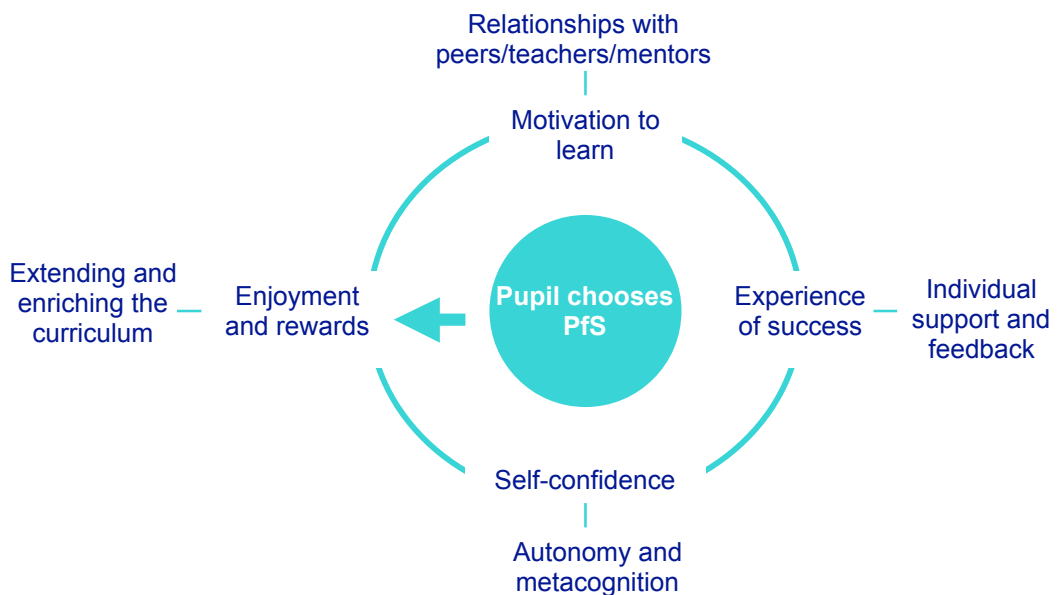 Relationships with
peers/teachers/mentors
Motivation to
learn
Extending and
enriching the
curriculum
Enjoyment
and rewards
Pupil chooses
PfS
Experience
of success
Individual
support and
feedback
Self-confidence
Autonomy and
metacognition